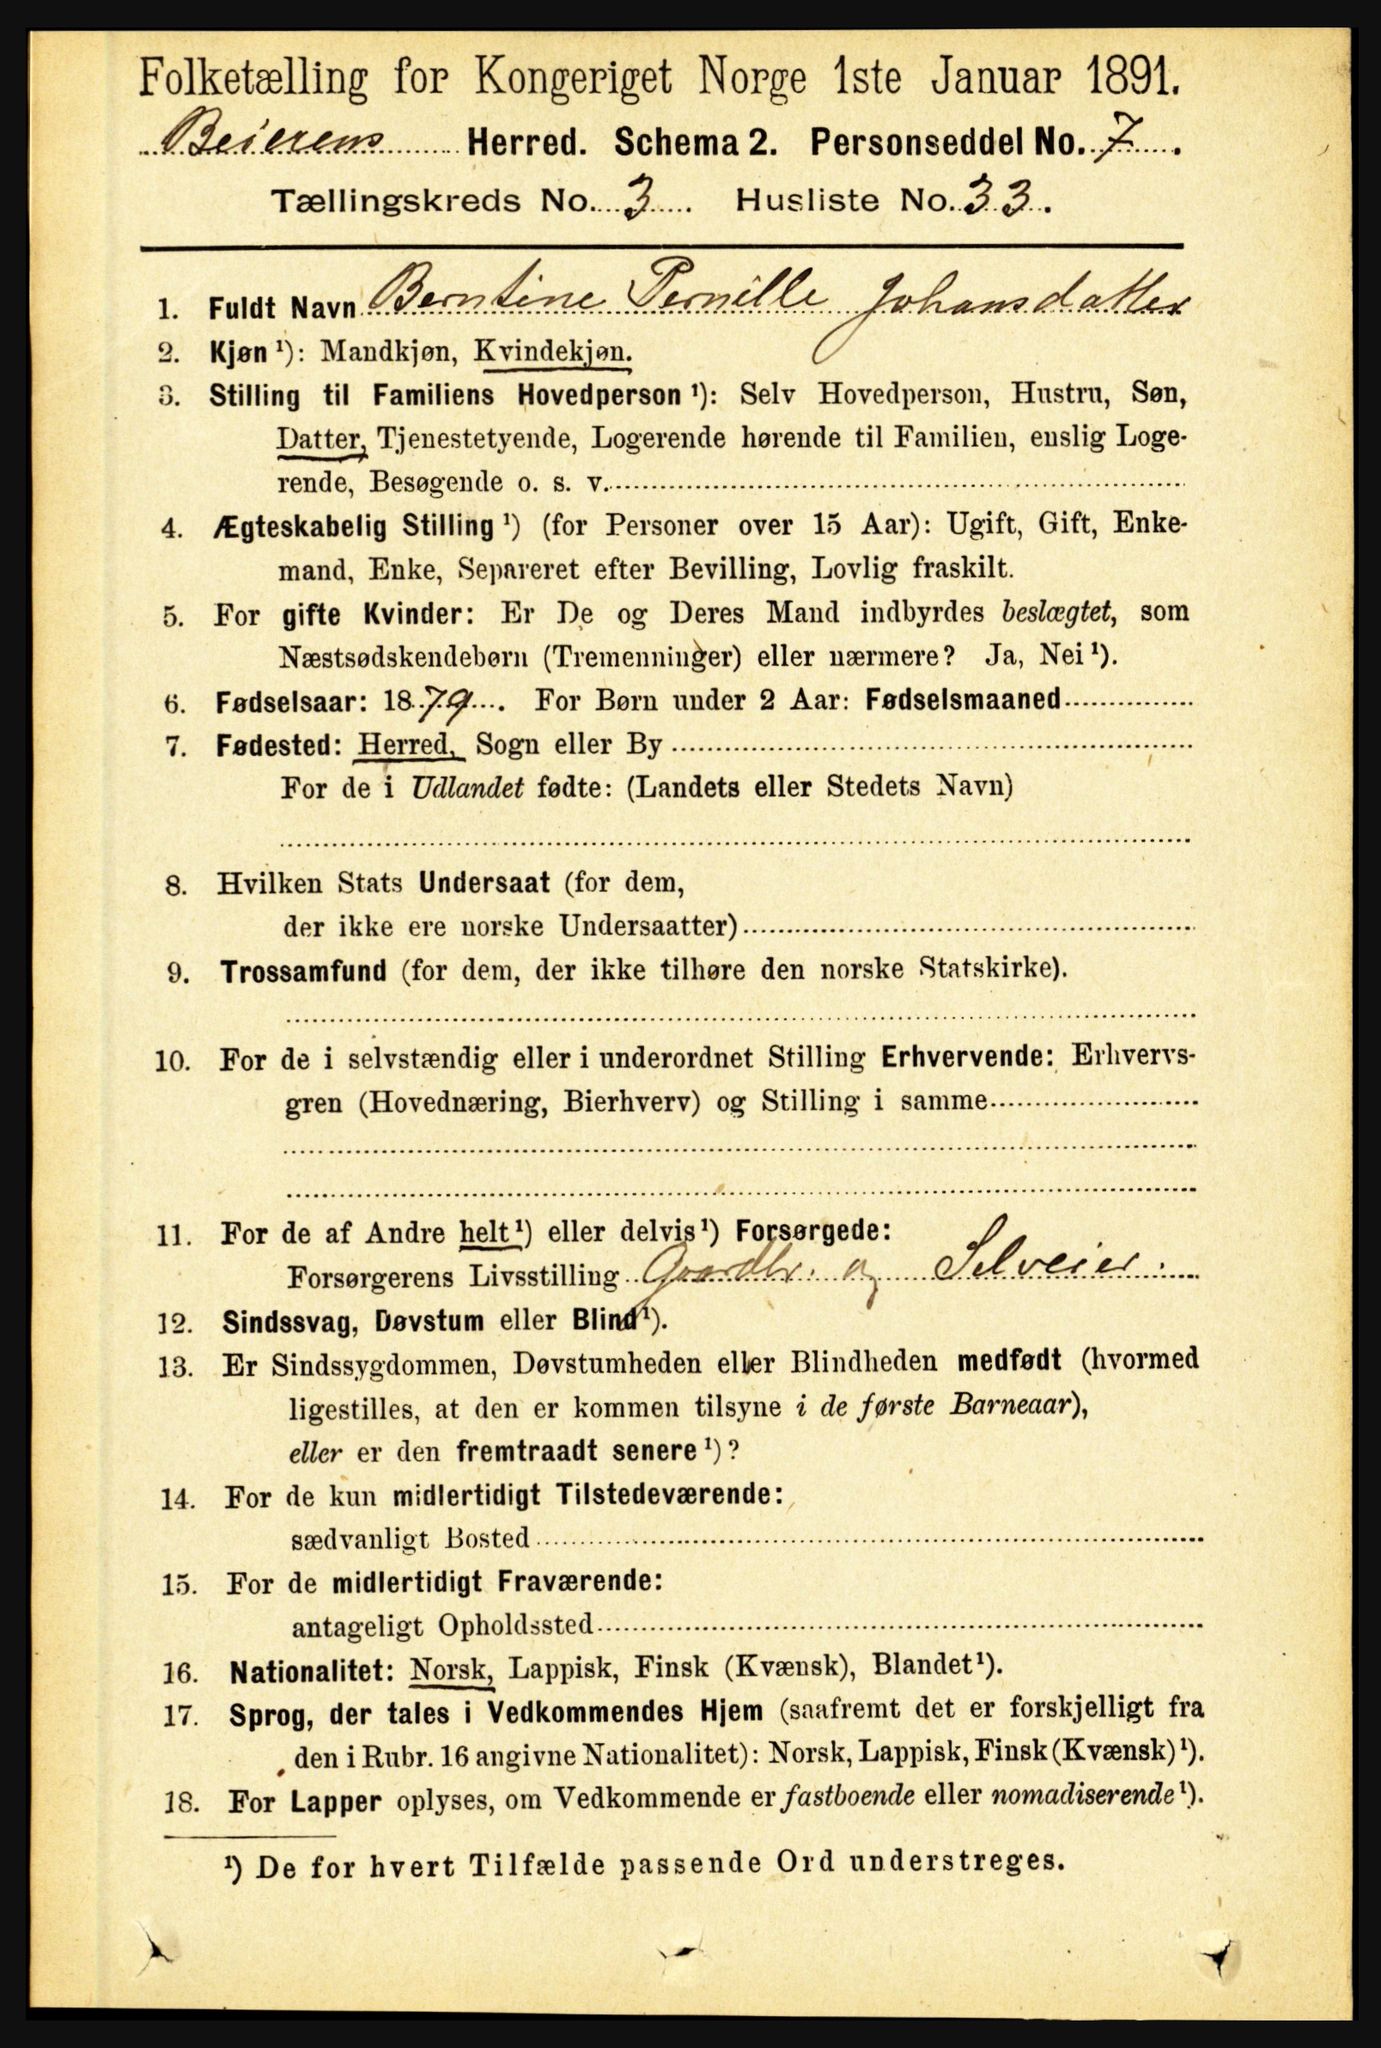 Folketælling for Kongeriget Norge 1ste Januar 1891.
Beierens Herred. Schema 2. Personseddel No. 7.
Tællingskreds No. 3. Husliste No. 33.
1. Fuldt Navn Berntine Pernille Johansdatter
2. Kjøn ¹): Mandkjøn, Kvindekjøn.
3. Stilling til Familiens Hovedperson ¹): Selv Hovedperson, Hustru, Søn,
Datter, Tjenestetyende, Logerende hørende til Familien, enslig Loge-
rende, Besøgende o. s. v.
4. Ægteskabelig Stilling ¹) (for Personer over 15 Aar): Ugift, Gift, Enke-
mand, Enke, Separeret efter Bevilling, Lovlig fraskilt.
5. For gifte Kvinder: Er De og Deres Mand indbyrdes beslægtet, som
Næstsødskendebørn (Tremenninger) eller nærmere? Ja, Nei ¹).
6. Fødselsaar: 1879. For Børn under 2 Aar: Fødselsmaaned
7. Fødested: Herred, Sogn eller By
For de i Udlandet fødte: (Landets eller Stedets Navn)
8. Hvilken Stats Undersaat (for dem,
der ikke ere norske Undersaatter)
9. Trossamfund (for dem, der ikke tilhøre den norske Statskirke).
10. For de i selvstændig eller i underordnet Stilling Erhvervende: Erhvervs-
gren (Hovednæring, Bierhverv) og Stilling i samme
11. For de af Andre helt ¹) eller delvis ¹) Forsørgede:
Forsørgerens Livsstilling Gaardbr. og Selveier.
12. Sindssvag, Døvstum eller Blind ¹).
13. Er Sindssygdommen, Døvstumheden eller Blindheden medfødt (hvormed
ligestilles, at den er kommen tilsyne i de første Barneaar),
eller er den fremtraadt senere ¹)?
14. For de kun midlertidigt Tilstedeværende:
sædvanligt Bosted
15. For de midlertidigt Fraværende:
antageligt Opholdssted
16. Nationalitet: Norsk, Lappisk, Finsk (Kvænsk), Blandet ¹).
17. Sprog, der tales i Vedkommendes Hjem (saafremt det er forskjelligt fra
den i Rubr. 16 angivne Nationalitet): Norsk, Lappisk, Finsk (Kvænsk) ¹).
18. For Lapper oplyses, om Vedkommende er fastboende eller nomadiserende ¹).
¹) De for hvert Tilfælde passende Ord understreges.